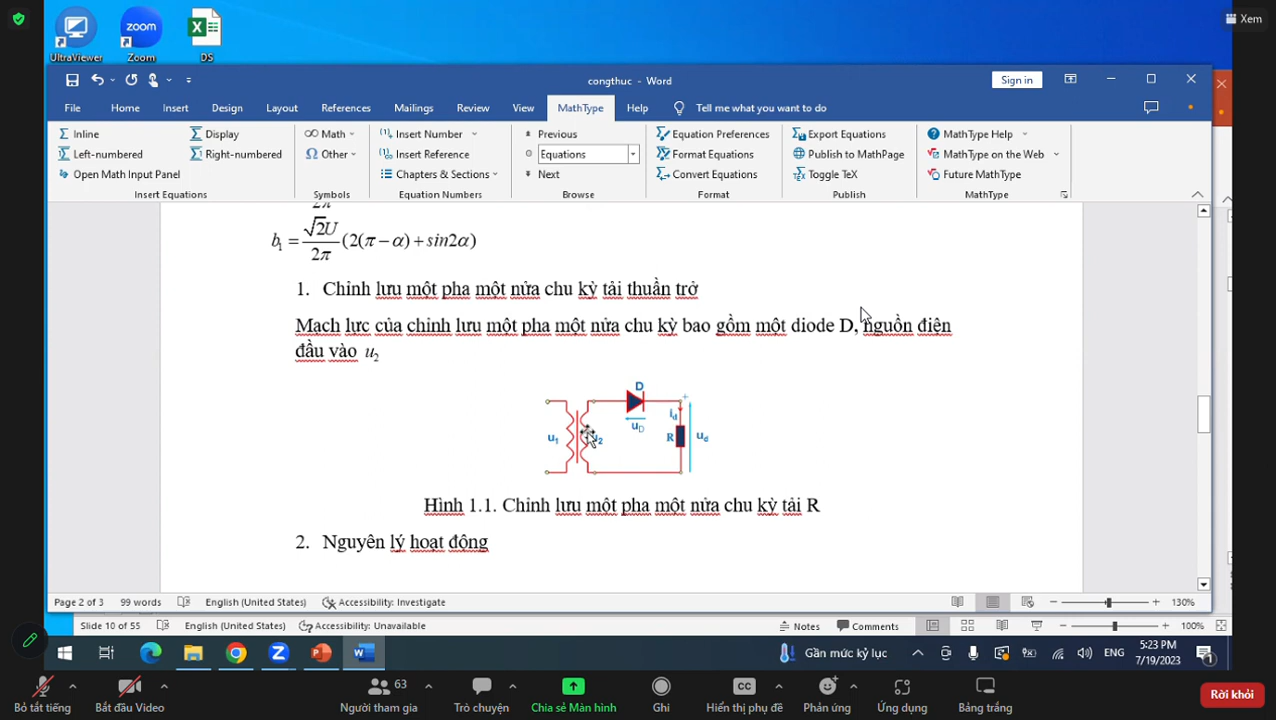 Xem
UltraViewer
Zoom
DS
congthuc - Word
Sign in
File Home Insert Design Layout References Mailings Review View MathType Help Tell me what you want to do
Inline Display Math Insert Number Previous Equation Preferences Export Equations MathType Help
Left-numbered Right-numbered Other Insert Reference Equations Format Equations Publish to MathPage MathType on the Web
Open Math Input Panel Chapters & Sections Next Convert Equations Toggle TeX Future MathType
Insert Equations Symbols Equation Numbers Browse Format Publish MathType
b₁ = √2U/2π (2(π − α) + sin2α)
1. Chỉnh lưu một pha một nửa chu kỳ tải thuần trở
Mạch lực của chỉnh lưu một pha một nửa chu kỳ bao gồm một diode D, nguồn điện
đầu vào u₂
D
u₁ u₂ u_D i_d R u_d +
Hình 1.1. Chỉnh lưu một pha một nửa chu kỳ tải R
2. Nguyên lý hoạt động
Page 2 of 3 99 words English (United States) Accessibility: Investigate 130%
Slide 10 of 55 English (United States) Accessibility: Unavailable Notes Comments 100%
Gần mức kỷ lục ENG 5:23 PM
7/19/2023
1
63
Bỏ tắt tiếng Bắt đầu Video Người tham gia Trò chuyện Chia sẻ Màn hình Ghi Hiển thị phụ đề Phản ứng Ứng dụng Bảng trắng Rời khỏi